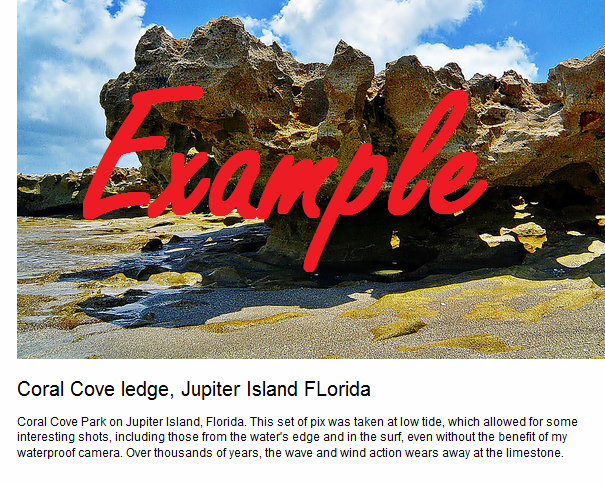 Example
Coral Cove ledge, Jupiter Island FLorida
Coral Cove Park on Jupiter Island, Florida. This set of pix was taken at low tide, which allowed for some
interesting shots, including those from the water's edge and in the surf, even without the benefit of my
waterproof camera. Over thousands of years, the wave and wind action wears away at the limestone.